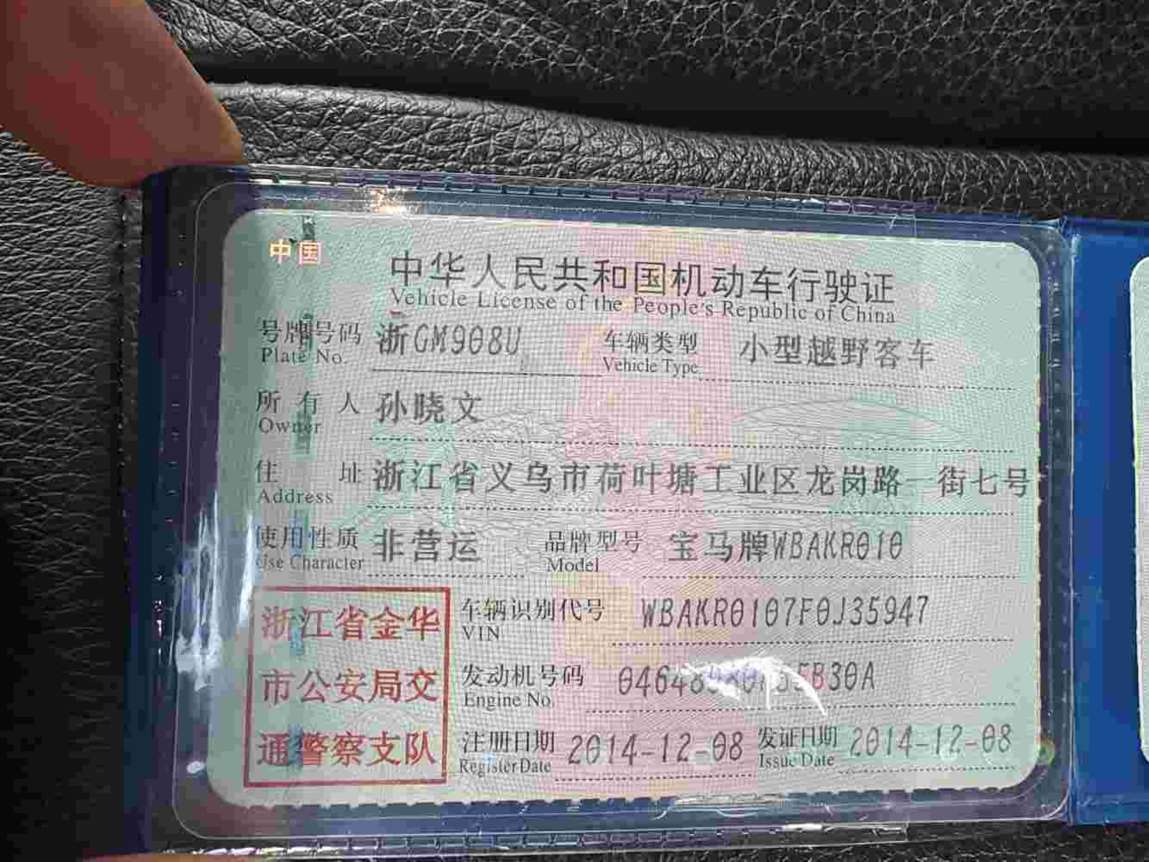 中国
中华人民共和国机动车行驶证
Vehicle License of the People's Republic of China
号牌号码 浙GM908U 车辆类型 小型越野客车
Plate No. Vehicle Type
所有人 孙晓文
Owner
住址 浙江省义乌市荷叶塘工业区龙岗路一街七号
Address
使用性质 非营运 品牌型号 宝马牌WBAKR010
Use Character Model
浙江省金华 车辆识别代号 WBAKR0107F0J35947
VIN
市公安局交 发动机号码
Engine No.
通警察支队 注册日期 2014-12-08 发证日期 2014-12-08
Register Date Issue Date